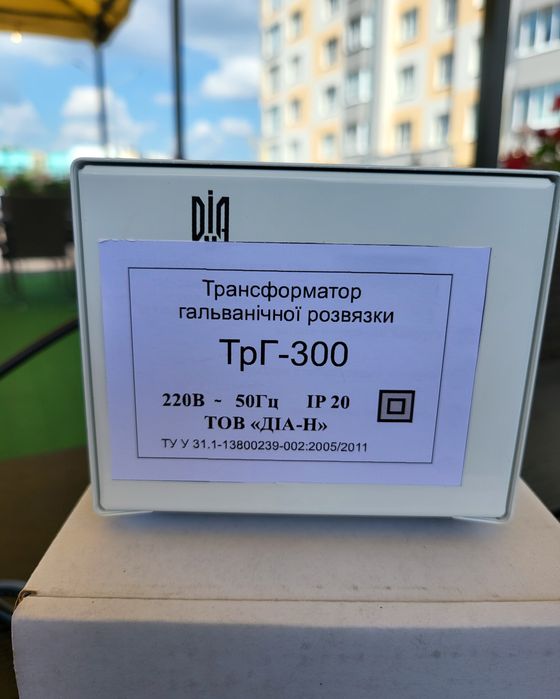 ДІА
Трансформатор
гальванічної розвязки
ТрГ-300
220В ~ 50Гц IP 20
ТОВ «ДІА-Н»
ТУ У 31.1-13800239-002:2005/2011